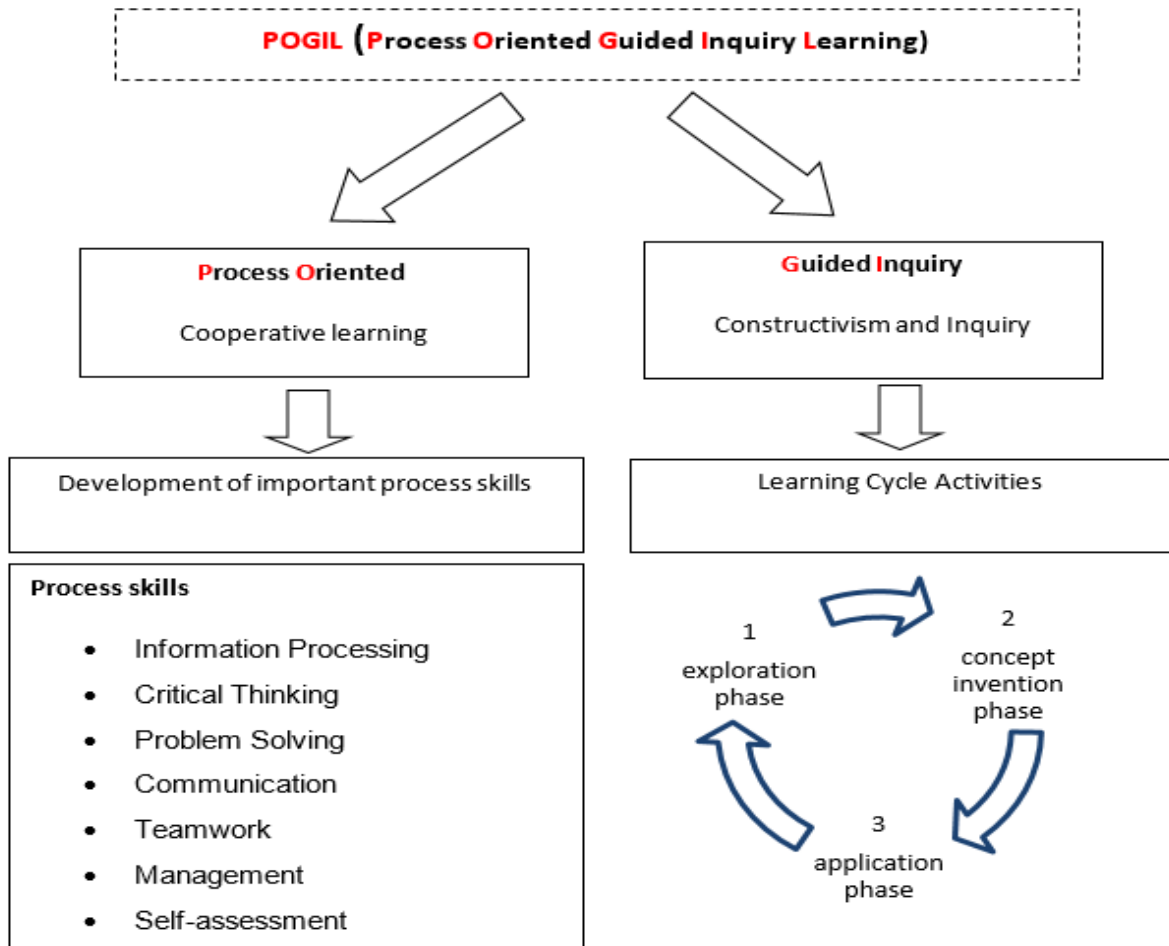 POGIL (Process Oriented Guided Inquiry Learning)
Process Oriented
Cooperative learning
Guided Inquiry
Constructivism and Inquiry
Development of important process skills
Learning Cycle Activities
Process skills
• Information Processing
• Critical Thinking
• Problem Solving
• Communication
• Teamwork
• Management
• Self-assessment
1
exploration
phase
2
concept
invention
phase
3
application
phase